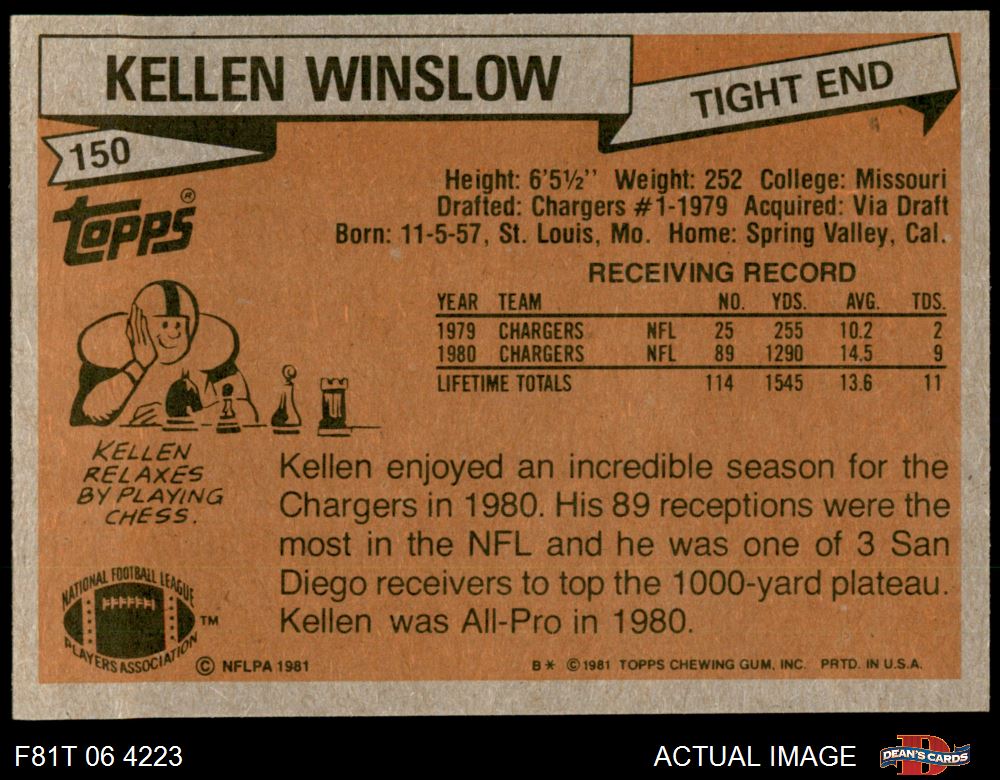 KELLEN WINSLOW
TIGHT END
150
TOPPS®
Height: 6'5½'' Weight: 252 College: Missouri
Drafted: Chargers #1-1979 Acquired: Via Draft
Born: 11-5-57, St. Louis, Mo. Home: Spring Valley, Cal.
RECEIVING RECORD
YEAR TEAM NO. YDS. AVG. TDS.
1979 CHARGERS NFL 25 255 10.2 2
1980 CHARGERS NFL 89 1290 14.5 9
LIFETIME TOTALS 114 1545 13.6 11
KELLEN
RELAXES
BY PLAYING
CHESS.
Kellen enjoyed an incredible season for the
Chargers in 1980. His 89 receptions were the
most in the NFL and he was one of 3 San
Diego receivers to top the 1000-yard plateau.
Kellen was All-Pro in 1980.
NATIONAL FOOTBALL LEAGUE
PLAYERS ASSOCIATION
TM
© NFLPA 1981
B* © 1981 TOPPS CHEWING GUM, INC. PRTD. IN U.S.A.
F81T 06 4223
ACTUAL IMAGE
DEAN'S CARDS